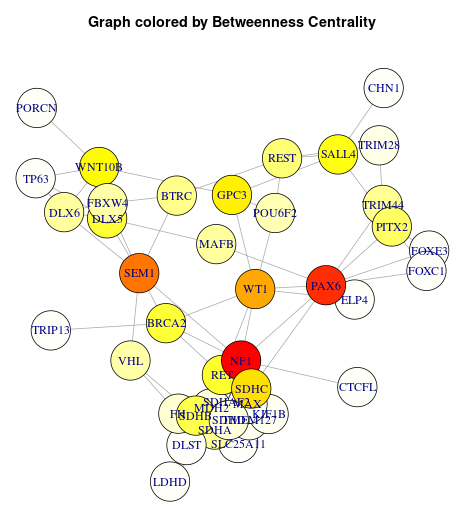 Graph colored by Betweenness Centrality
CHN1
PORCN
TRIM28
SALL4
REST
WNT10B
TP63
BTRC
GPC3
FBXW4
TRIM44
DLX6
POU6F2
DLX5
PITX2
MAFB
FOXE3
FOXC1
SEM1
PAX6
WT1
ELP4
BRCA2
TRIP13
VHL
NF1
RET
CTCFL
SDHC
SDHAF2
MAX
MDH2
FH
SDHB
KIF1B
TMEM127
SDHA
DLST
SLC25A11
LDHD